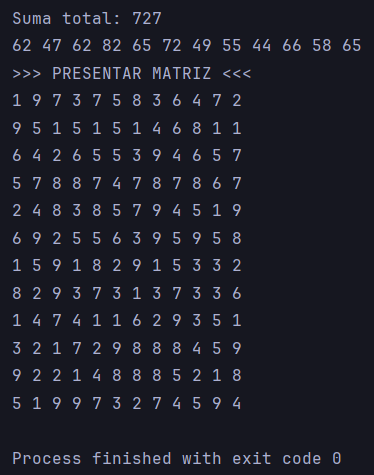 Suma total: 727
62 47 62 82 65 72 49 55 44 66 58 65
>>> PRESENTAR MATRIZ <<<
1 9 7 3 7 5 8 3 6 4 7 2
9 5 1 5 1 5 1 4 6 8 1 1
6 4 2 6 5 5 3 9 4 6 5 7
5 7 8 8 7 4 7 8 7 8 6 7
2 4 8 3 8 5 7 9 4 5 1 9
6 9 2 5 5 6 3 9 5 9 5 8
1 5 9 1 8 2 9 1 5 3 3 2
8 2 9 3 7 3 1 3 7 3 3 6
1 4 7 4 1 1 6 2 9 3 5 1
3 2 1 7 2 9 8 8 8 4 5 9
9 2 2 1 4 8 8 8 5 2 1 8
5 1 9 9 7 3 2 7 4 5 9 4
Process finished with exit code 0